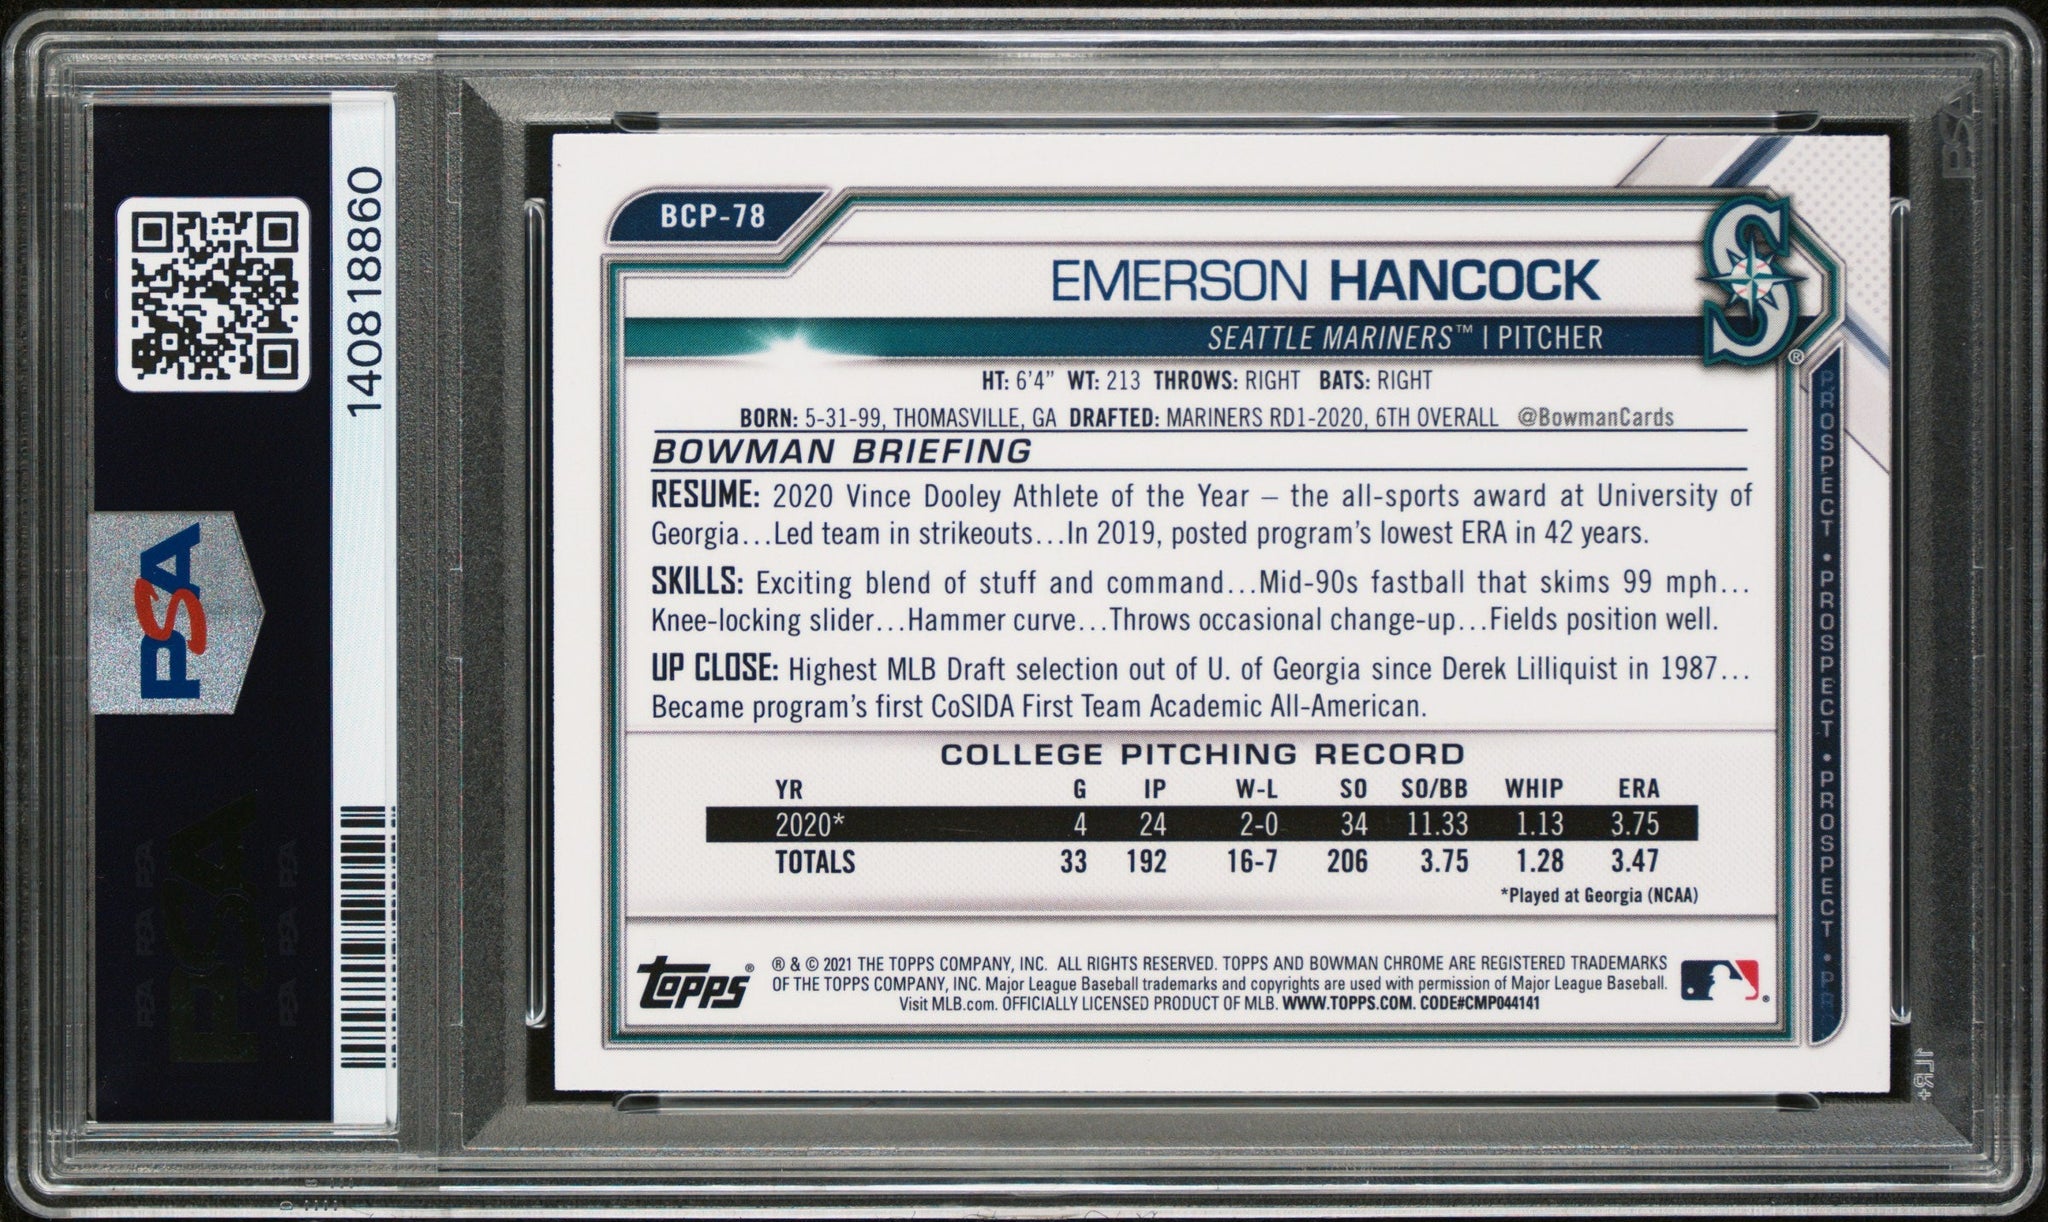 140818860
PSA
BCP-78
EMERSON HANCOCK
SEATTLE MARINERS™ | PITCHER
HT: 6'4" WT: 213 THROWS: RIGHT BATS: RIGHT
BORN: 5-31-99, THOMASVILLE, GA DRAFTED: MARINERS RD1-2020, 6TH OVERALL @BowmanCards
BOWMAN BRIEFING
RESUME: 2020 Vince Dooley Athlete of the Year – the all-sports award at University of
Georgia...Led team in strikeouts...In 2019, posted program's lowest ERA in 42 years.
SKILLS: Exciting blend of stuff and command...Mid-90s fastball that skims 99 mph...
Knee-locking slider...Hammer curve...Throws occasional change-up...Fields position well.
UP CLOSE: Highest MLB Draft selection out of U. of Georgia since Derek Lilliquist in 1987...
Became program's first CoSIDA First Team Academic All-American.
COLLEGE PITCHING RECORD
YR G IP W-L SO SO/BB WHIP ERA
2020* 4 24 2-0 34 11.33 1.13 3.75
TOTALS 33 192 16-7 206 3.75 1.28 3.47
*Played at Georgia (NCAA)
Topps®
® & © 2021 THE TOPPS COMPANY, INC. ALL RIGHTS RESERVED. TOPPS AND BOWMAN CHROME ARE REGISTERED TRADEMARKS
OF THE TOPPS COMPANY, INC. Major League Baseball trademarks and copyrights are used with permission of Major League Baseball.
Visit MLB.com. OFFICIALLY LICENSED PRODUCT OF MLB. WWW.TOPPS.COM. CODE#CMP044141
PROSPECT • PROSPECT • PROSPECT • PR
PSA